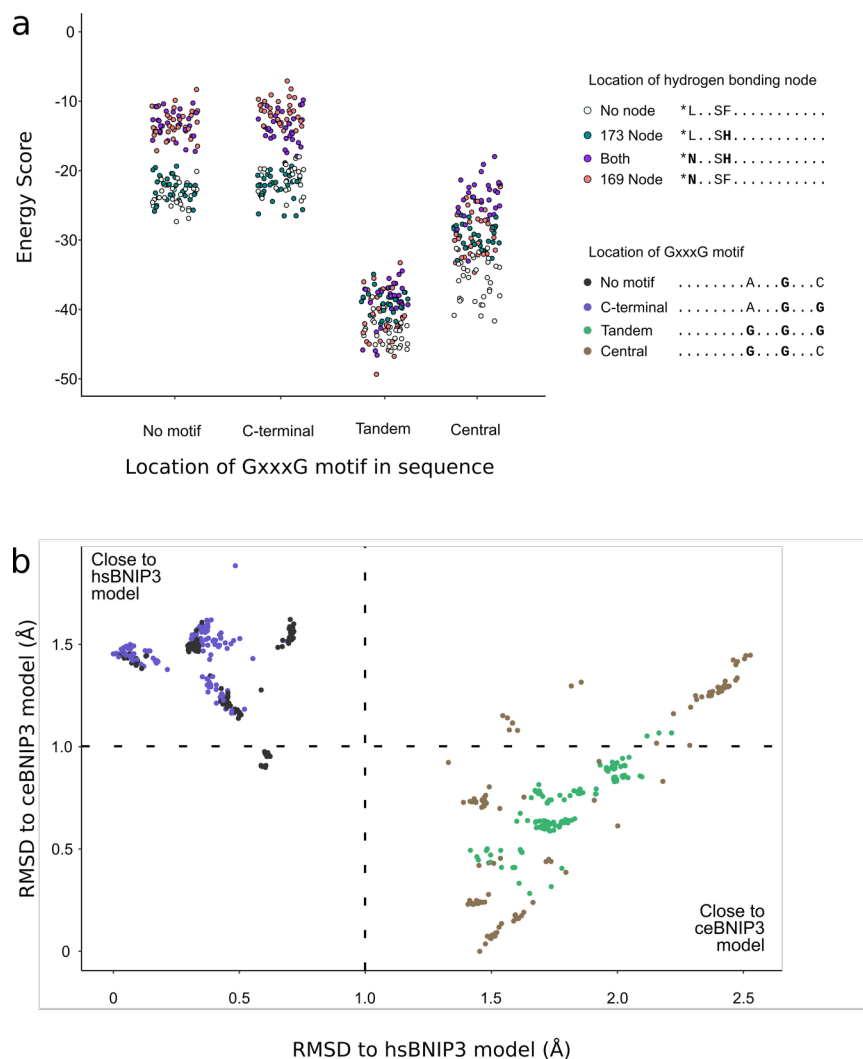 a
0
-10
-20
-30
-40
-50
Energy Score
No motif
C-terminal
Tandem
Central
Location of GxxxG motif in sequence
Location of hydrogen bonding node
No node *L..SF...........
173 Node *L..SH...........
Both *N..SH...........
169 Node *N..SF...........
Location of GxxxG motif
No motif ........A...G...C
C-terminal ........A...G...G
Tandem ........G...G...G
Central ........G...G...C
b
Close to
hsBNIP3
model
1.5
1.0
0.5
0
RMSD to ceBNIP3 model (Å)
Close to
ceBNIP3
model
0
0.5
1.0
1.5
2.0
2.5
RMSD to hsBNIP3 model (Å)